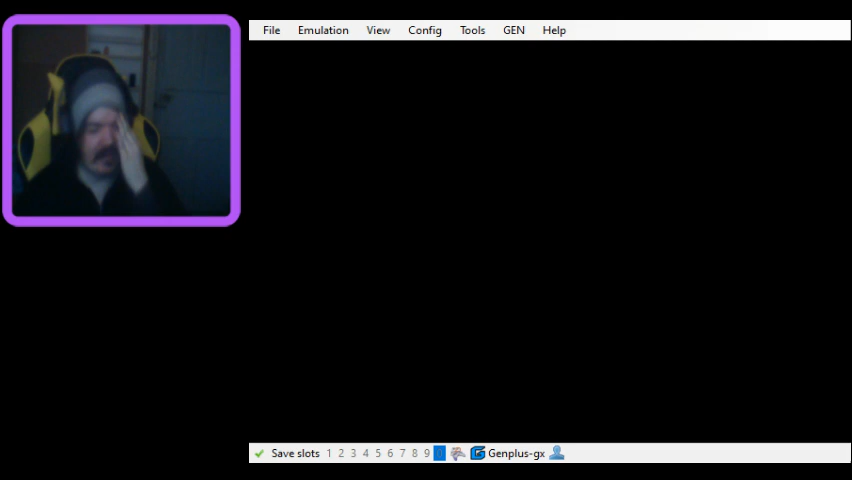 File Emulation View Config Tools GEN Help
Save slots 1 2 3 4 5 6 7 8 9 0 Genplus-gx